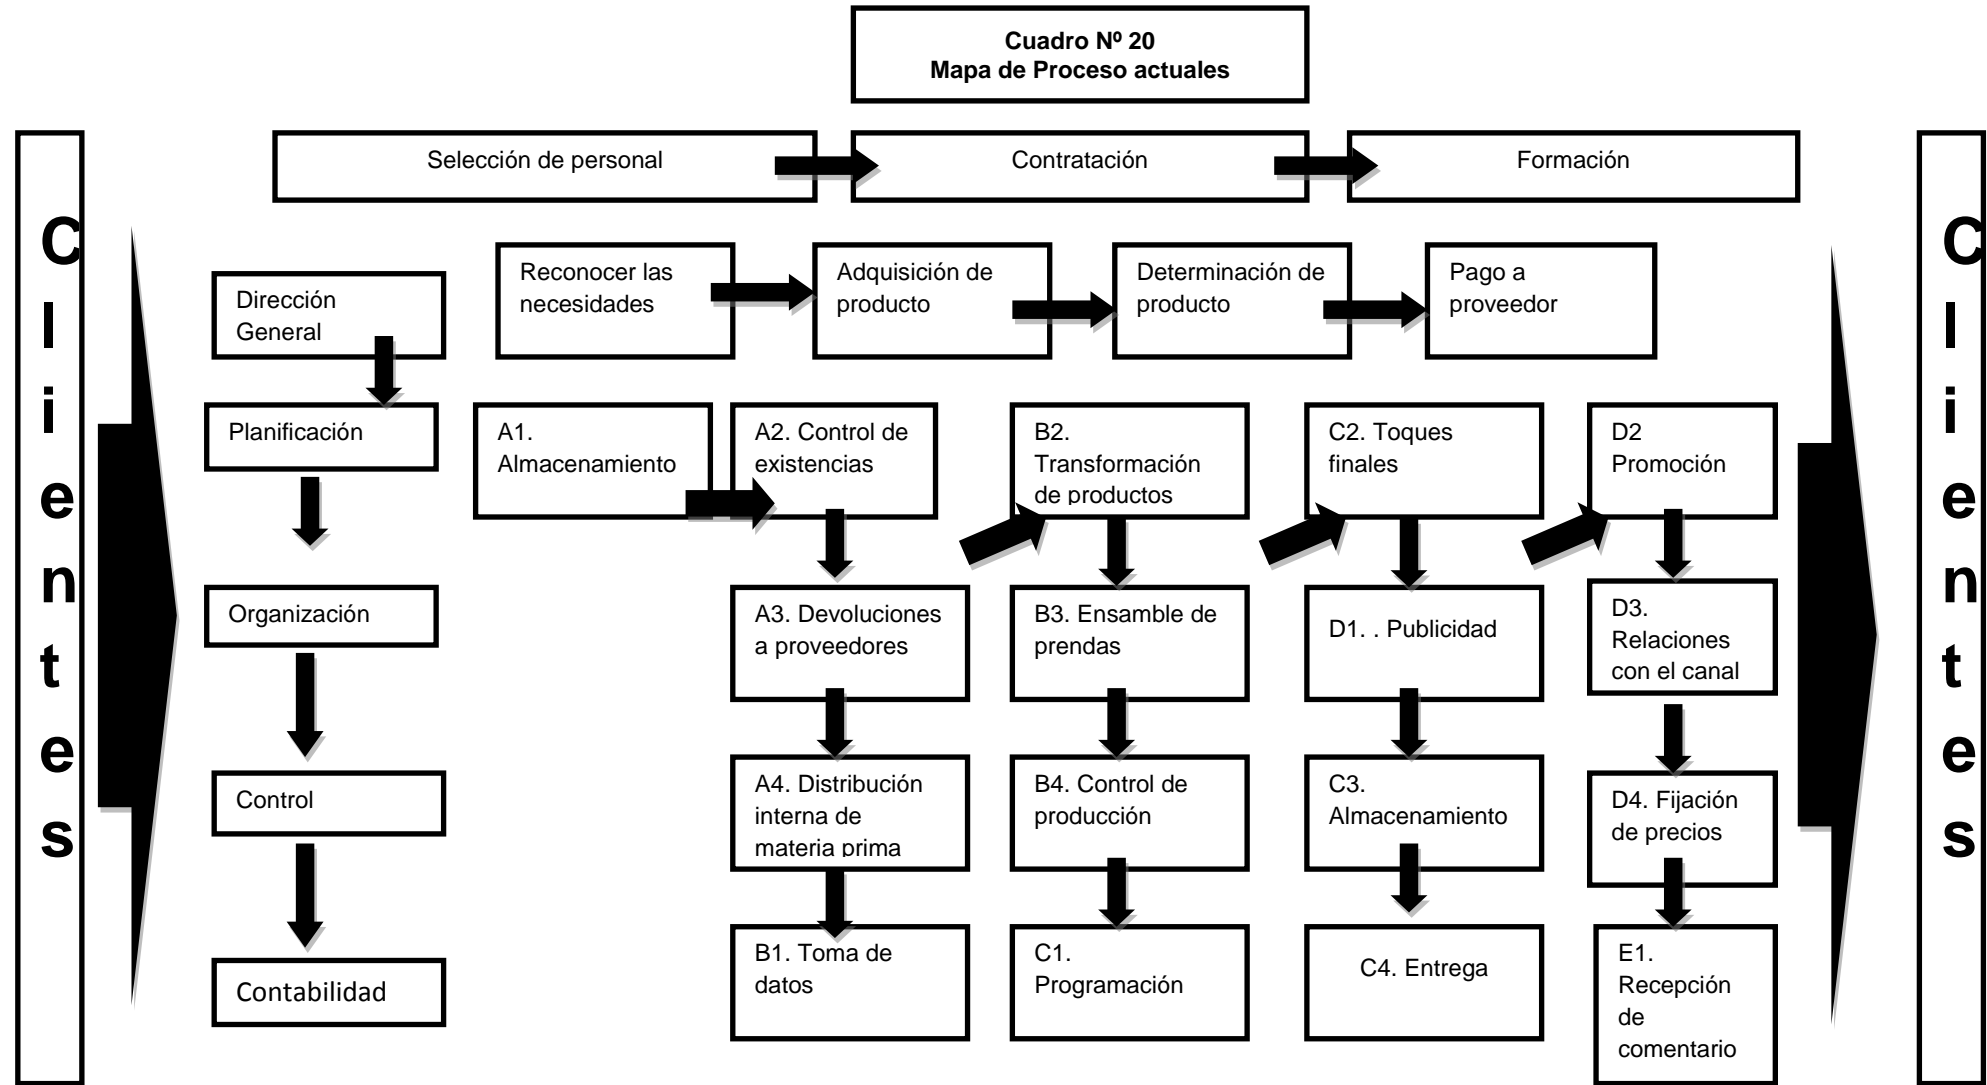 Cuadro Nº 20
Mapa de Proceso actuales
Clientes
Selección de personal
Contratación
Formación
Dirección
General
Planificación
Organización
Control
Contabilidad
Reconocer las
necesidades
Adquisición de
producto
Determinación de
producto
Pago a
proveedor
A1.
Almacenamiento
A2. Control de
existencias
A3. Devoluciones
a proveedores
A4. Distribución
interna de
materia prima
B1. Toma de
datos
B2.
Transformación
de productos
B3. Ensamble de
prendas
B4. Control de
producción
C1.
Programación
C2. Toques
finales
D1. . Publicidad
C3.
Almacenamiento
C4. Entrega
D2
Promoción
D3.
Relaciones
con el canal
D4. Fijación
de precios
E1.
Recepción
de
comentario
Clientes